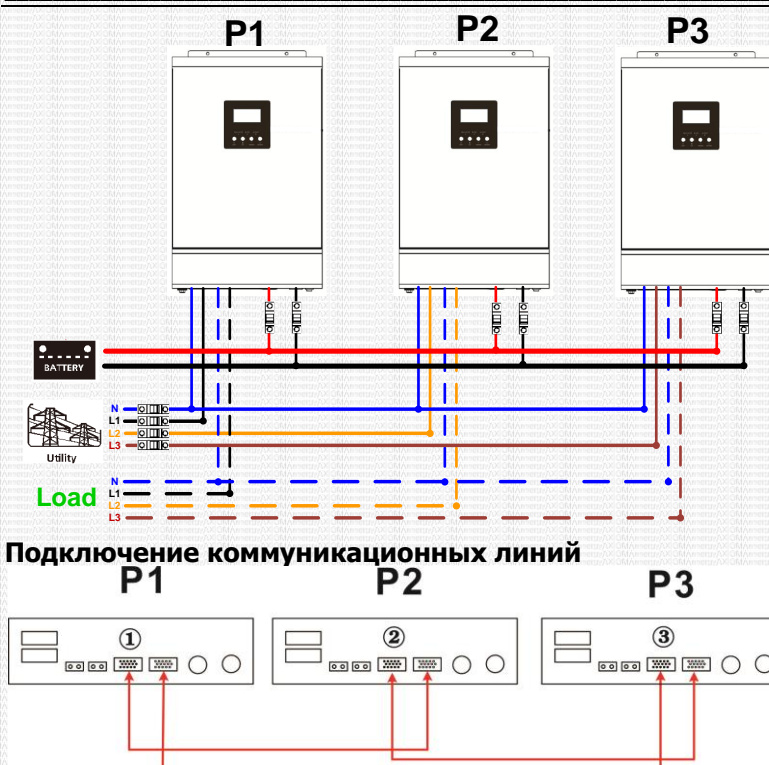 P1 P2 P3
BATTERY
N
L1
L2
L3
Utility
N
L1
L2
L3
Load
Подключение коммуникационных линий
P1 P2 P3
① ② ③